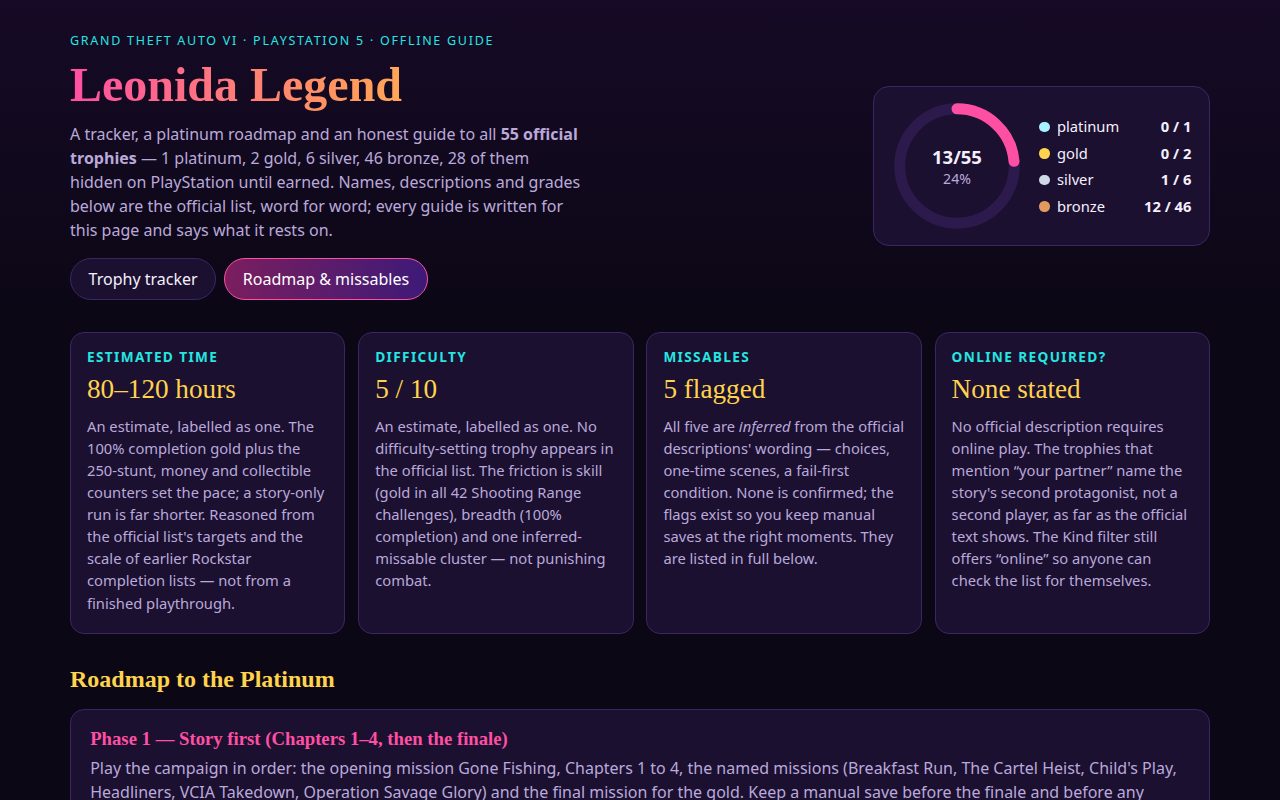 GRAND THEFT AUTO VI · PLAYSTATION 5 · OFFLINE GUIDE
Leonida Legend
A tracker, a platinum roadmap and an honest guide to all 55 official
trophies — 1 platinum, 2 gold, 6 silver, 46 bronze, 28 of them
hidden on PlayStation until earned. Names, descriptions and grades
below are the official list, word for word; every guide is written for
this page and says what it rests on.
13/55
24%
platinum 0 / 1
gold 0 / 2
silver 1 / 6
bronze 12 / 46
Trophy tracker
Roadmap & missables
ESTIMATED TIME
80–120 hours
An estimate, labelled as one. The
100% completion gold plus the
250-stunt, money and collectible
counters set the pace; a story-only
run is far shorter. Reasoned from
the official list's targets and the
scale of earlier Rockstar
completion lists — not from a
finished playthrough.
DIFFICULTY
5 / 10
An estimate, labelled as one. No
difficulty-setting trophy appears in
the official list. The friction is skill
(gold in all 42 Shooting Range
challenges), breadth (100%
completion) and one inferred-
missable cluster — not punishing
combat.
MISSABLES
5 flagged
All five are inferred from the official
descriptions' wording — choices,
one-time scenes, a fail-first
condition. None is confirmed; the
flags exist so you keep manual
saves at the right moments. They
are listed in full below.
ONLINE REQUIRED?
None stated
No official description requires
online play. The trophies that
mention “your partner” name the
story's second protagonist, not a
second player, as far as the official
text shows. The Kind filter still
offers “online” so anyone can
check the list for themselves.
Roadmap to the Platinum
Phase 1 — Story first (Chapters 1–4, then the finale)
Play the campaign in order: the opening mission Gone Fishing, Chapters 1 to 4, the named missions (Breakfast Run, The Cartel Heist, Child's Play,
Headliners, VCIA Takedown, Operation Savage Glory) and the final mission for the gold. Keep a manual save before the finale and before any